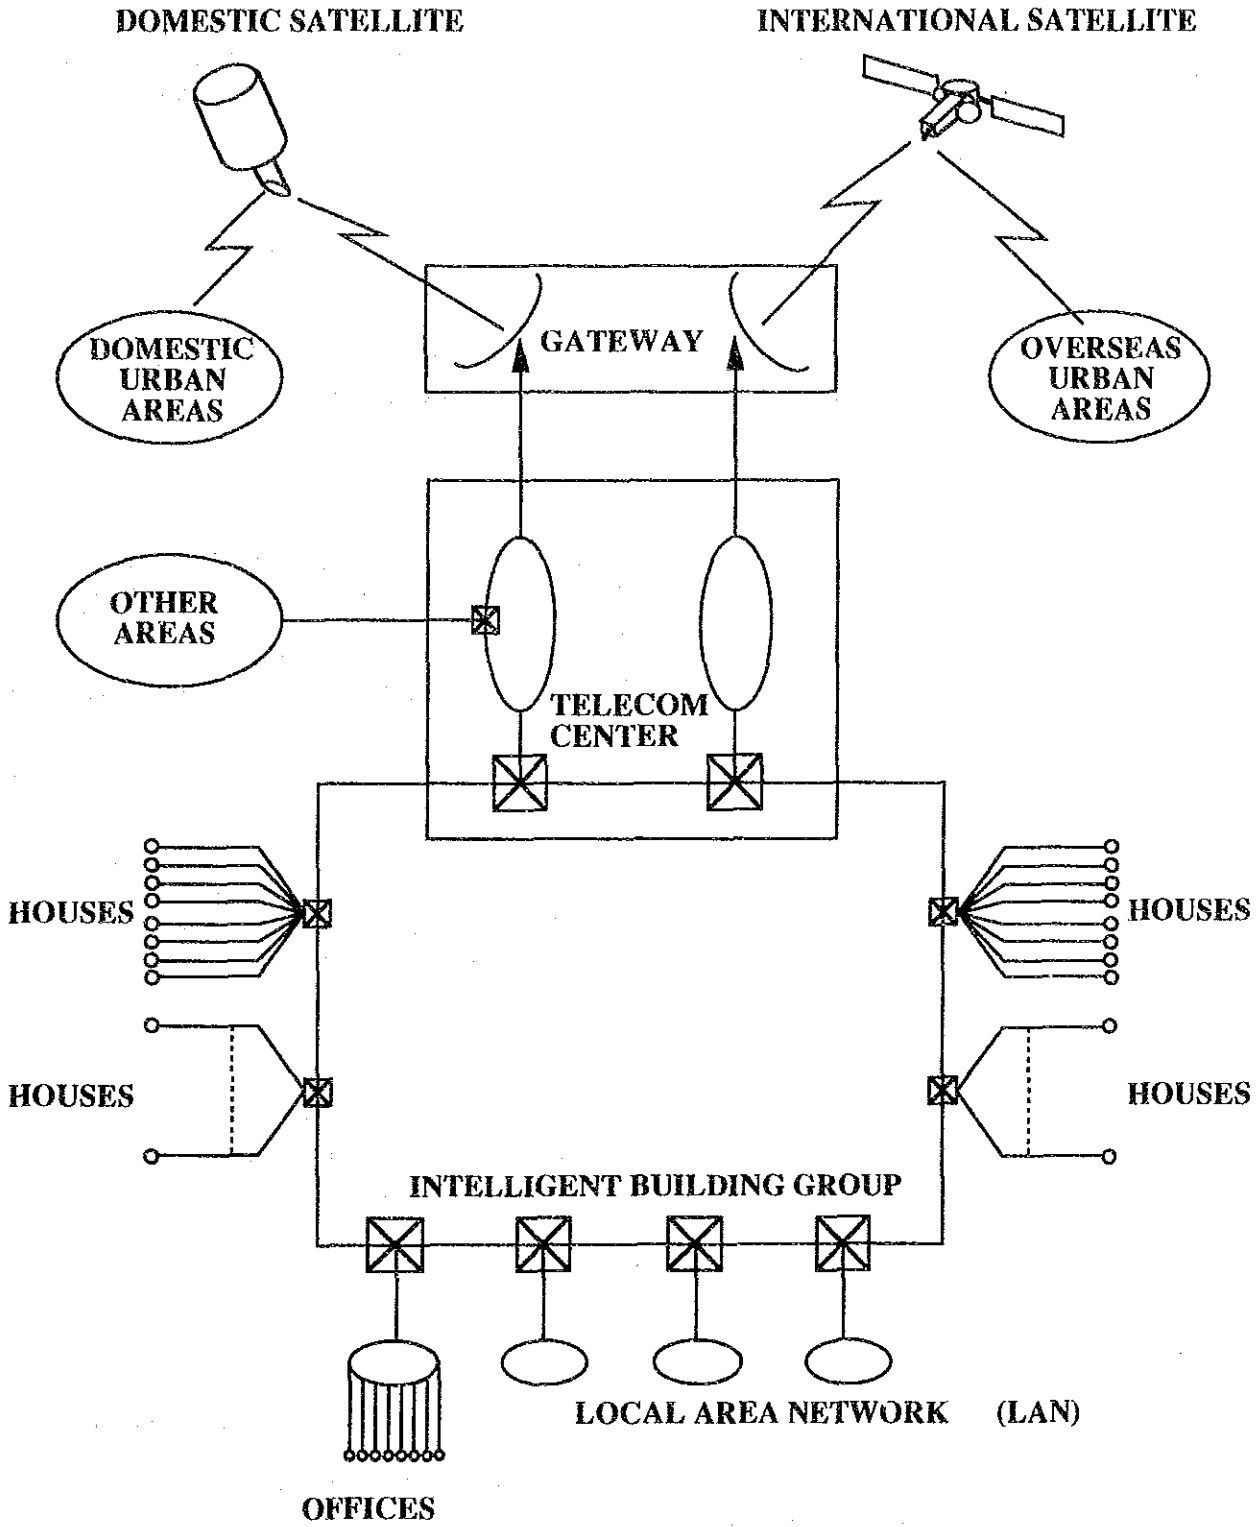 DOMESTIC SATELLITE
INTERNATIONAL SATELLITE
GATEWAY
DOMESTIC
URBAN
AREAS
OVERSEAS
URBAN
AREAS
OTHER
AREAS
TELECOM
CENTER
HOUSES
HOUSES
HOUSES
HOUSES
INTELLIGENT BUILDING GROUP
LOCAL AREA NETWORK (LAN)
OFFICES